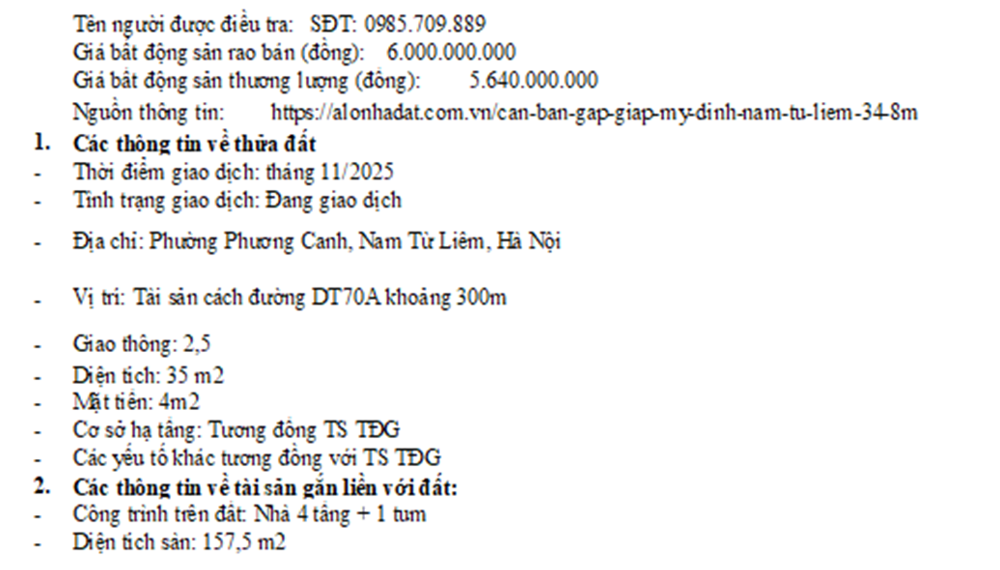 Tên người được điều tra: SĐT: 0985.709.889
Giá bất động sản rao bán (đồng): 6.000.000.000
Giá bất động sản thương lượng (đồng): 5.640.000.000
Nguồn thông tin: https://alonhadat.com.vn/can-ban-gap-giap-my-dinh-nam-tu-liem-34-8m
1. Các thông tin về thửa đất
- Thời điểm giao dịch: tháng 11/2025
- Tình trạng giao dịch: Đang giao dịch
- Địa chỉ: Phường Phương Canh, Nam Từ Liêm, Hà Nội
- Vị trí: Tài sản cách đường DT70A khoảng 300m
- Giao thông: 2,5
- Diện tích: 35 m2
- Mặt tiền: 4m2
- Cơ sở hạ tầng: Tương đồng TS TĐG
- Các yếu tố khác tương đồng với TS TĐG
2. Các thông tin về tài sản gắn liền với đất:
- Công trình trên đất: Nhà 4 tầng + 1 tum
- Diện tích sàn: 157,5 m2